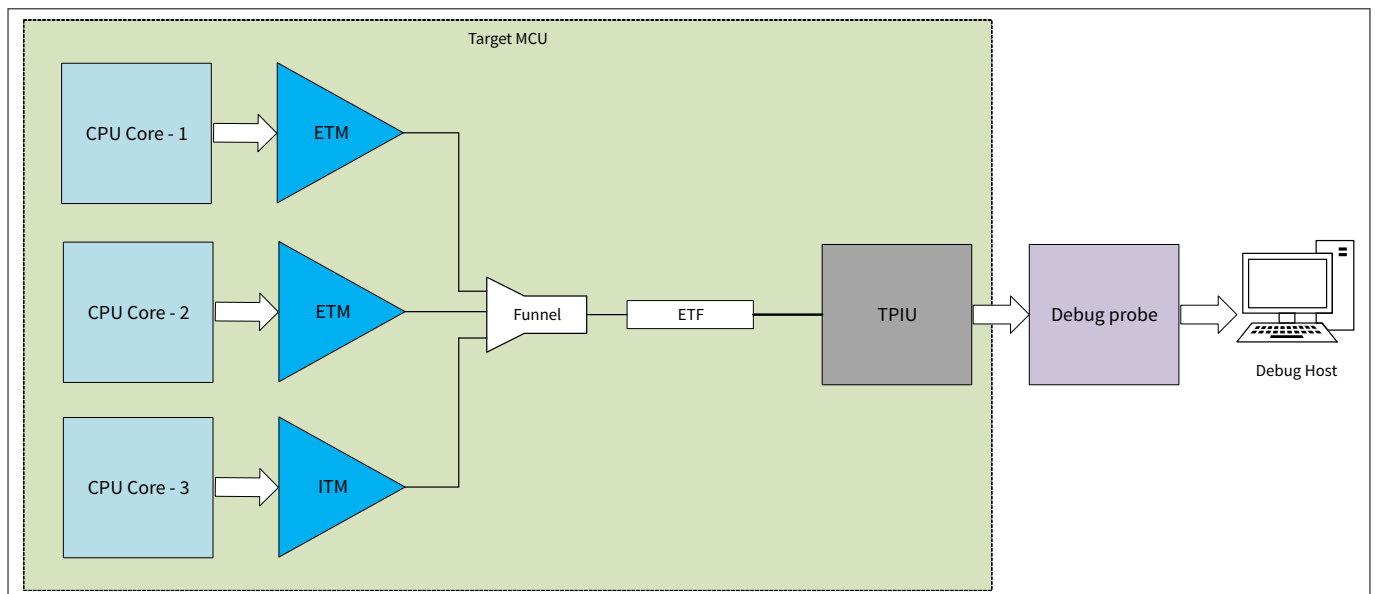 Target MCU
CPU Core - 1
ETM
CPU Core - 2
ETM
Funnel
ETF
TPIU
Debug probe
Debug Host
CPU Core - 3
ITM